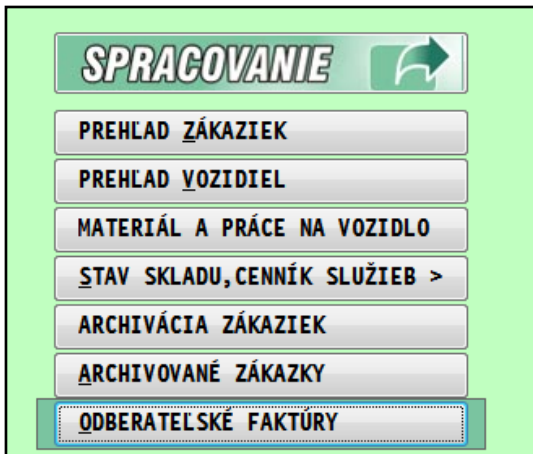 SPRACOVANIE
PREHĽAD ZÁKAZIEK
PREHĽAD VOZIDIEL
MATERIÁL A PRÁCE NA VOZIDLO
STAV SKLADU,CENNÍK SLUŽIEB >
ARCHIVÁCIA ZÁKAZIEK
ARCHIVOVANÉ ZÁKAZKY
ODBERATEĽSKÉ FAKTÚRY